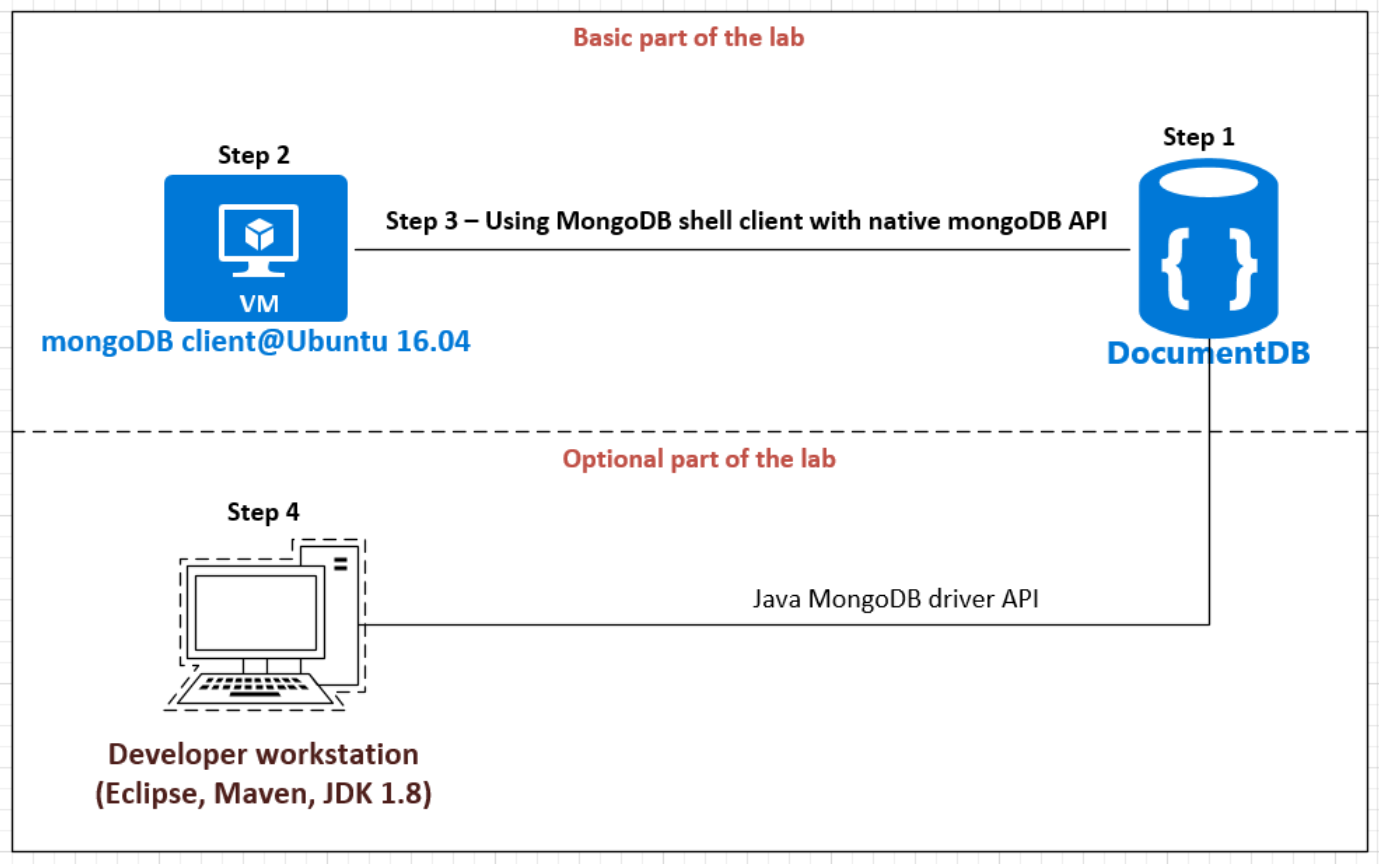 Basic part of the lab
Step 1
Step 2
Step 3 – Using MongoDB shell client with native mongoDB API
{ }
VM
mongoDB client@Ubuntu 16.04
DocumentDB
Optional part of the lab
Step 4
Java MongoDB driver API
Developer workstation
(Eclipse, Maven, JDK 1.8)